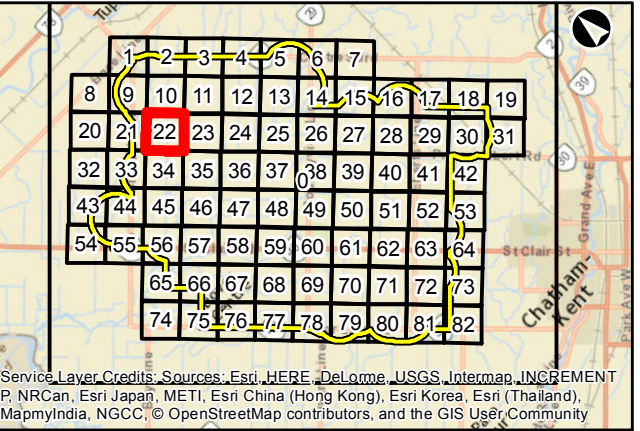 29
40
1 2 3 4 5 6 7
8 9 10 11 12 13 14 15 16 17 18 19
20 21 22 23 24 25 26 27 28 29 30 31
30
32 33 34 35 36 37 38 39 40 41 42
0
43 44 45 46 47 48 49 50 51 52 53
54 55 56 57 58 59 60 61 62 63 64
St Clair St
Grand Ave E
65 66 67 68 69 70 71 72 73
Chatham-
Kent
Park Ave W
74 75 76 77 78 79 80 81 82
Service Layer Credits: Sources: Esri, HERE, DeLorme, USGS, Intermap, INCREMENT
P, NRCan, Esri Japan, METI, Esri China (Hong Kong), Esri Korea, Esri (Thailand),
MapmyIndia, NGCC, © OpenStreetMap contributors, and the GIS User Community